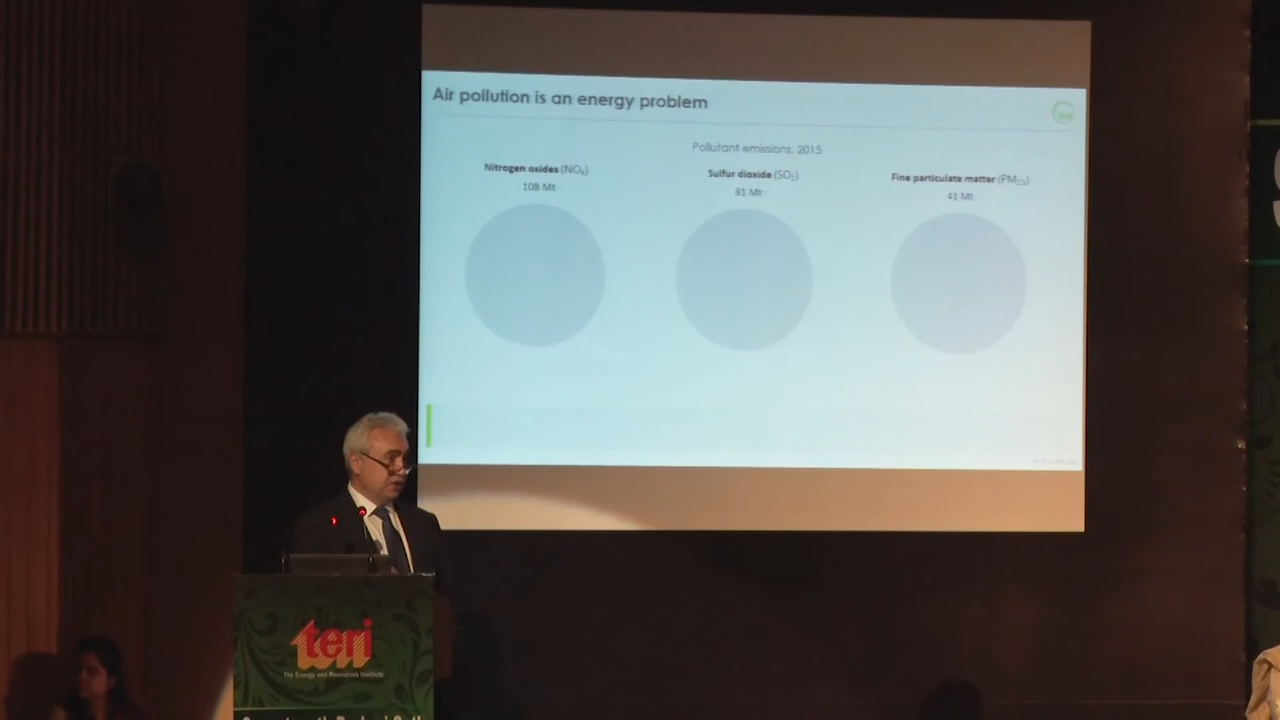 Air pollution is an energy problem
Pollutant emissions, 2015
Nitrogen oxides (NOₓ)
108 Mt
Sulfur dioxide (SO₂)
81 Mt
Fine particulate matter (PM₂.₅)
41 Mt
teri
The Energy and Resources Institute